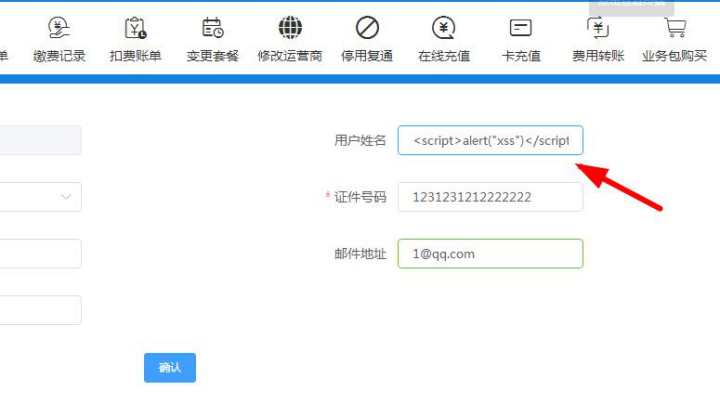 缴费记录 扣费账单 变更套餐 修改运营商 停用复通 在线充值 卡充值 费用转账 业务包购买
用户姓名 <script>alert("xss")</script
* 证件号码 1231231212222222
邮件地址 1@qq.com
确认